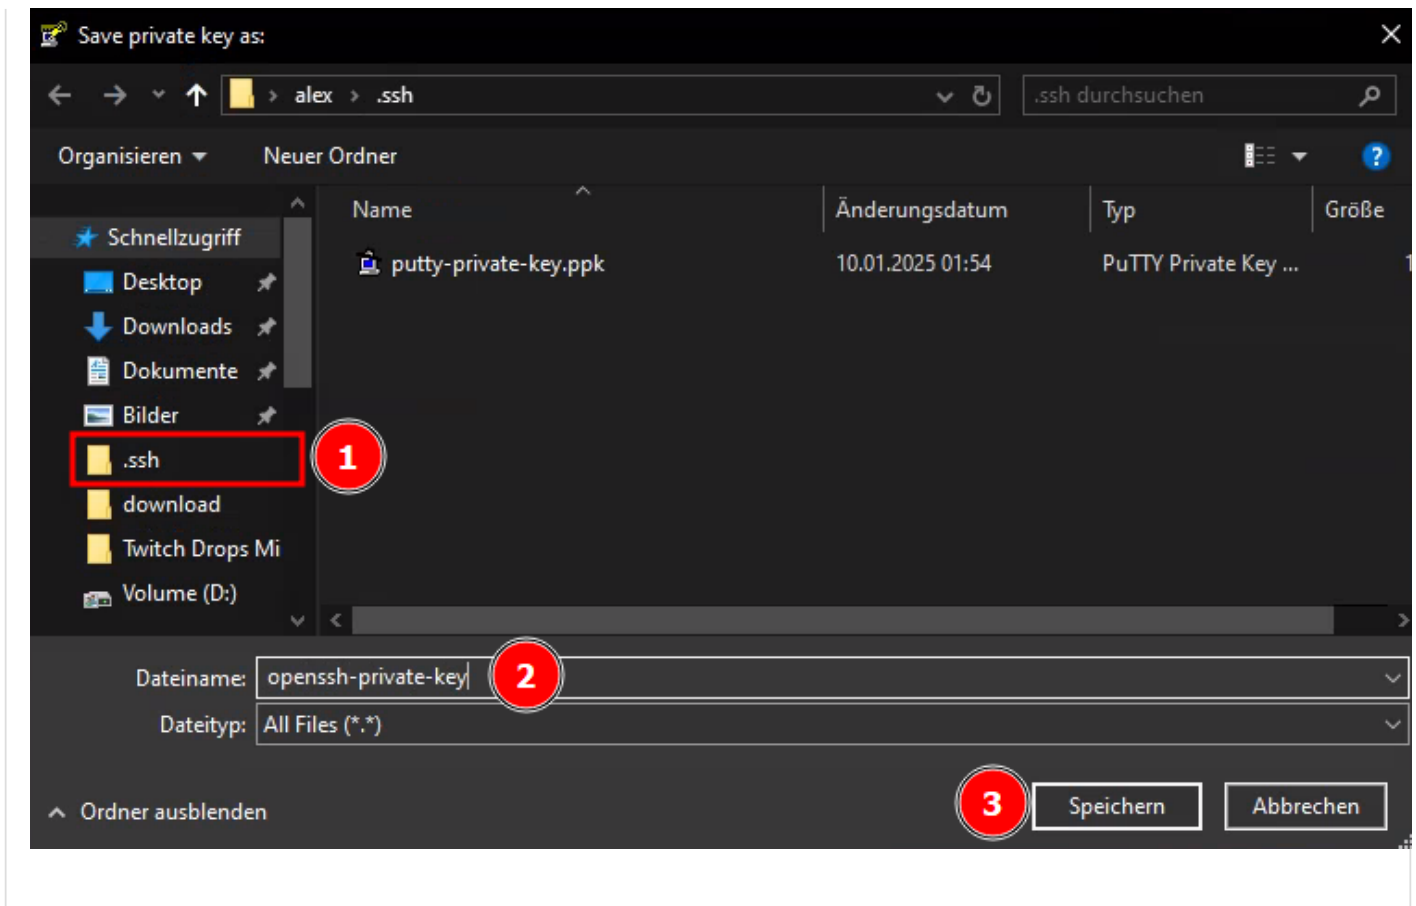 Save private key as:
alex > .ssh
.ssh durchsuchen
Organisieren
Neuer Ordner
Name
Änderungsdatum
Typ
Größe
putty-private-key.ppk
10.01.2025 01:54
PuTTY Private Key ...
1
Schnellzugriff
Desktop
Downloads
Dokumente
Bilder
.ssh
1
download
Twitch Drops Mi
Volume (D:)
Dateiname: openssh-private-key
2
Dateityp: All Files (*.*)
Ordner ausblenden
3
Speichern
Abbrechen